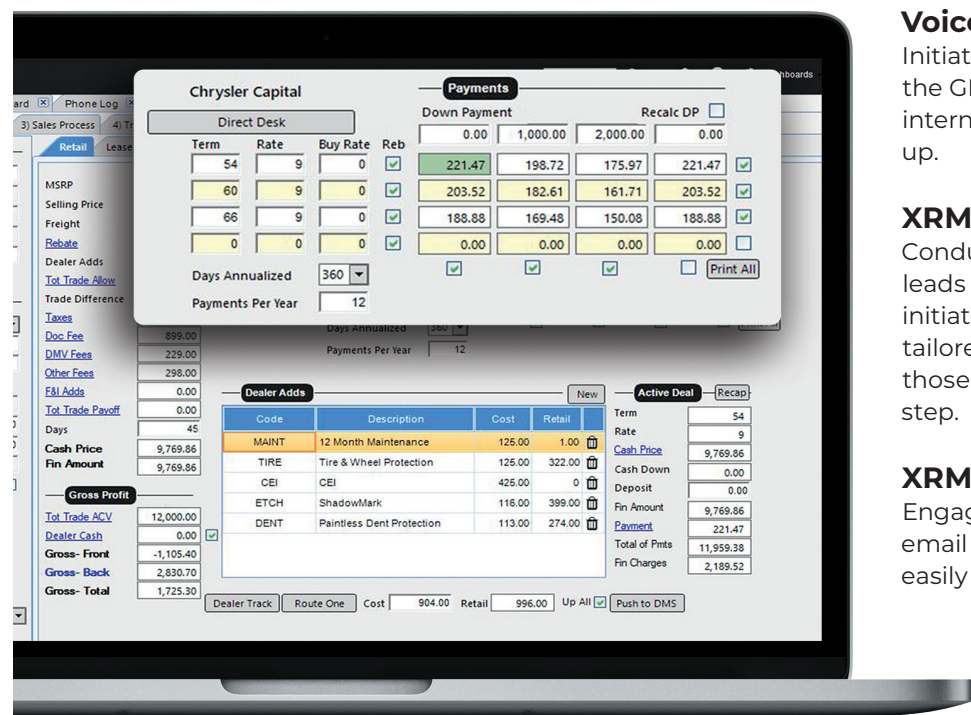 hboards
ard Phone Log
3) Sales Process 4) Tr
Retail Lease
MSRP
Selling Price
Freight
Rebate
Dealer Adds
Tot Trade Allow
Trade Difference
Taxes
Doc Fee 899.00
DMV Fees 229.00
Other Fees 298.00
F&I Adds 0.00
Tot Trade Payoff 0.00
Days 45
Cash Price 9,769.86
Fin Amount 9,769.86
Gross Profit
Tot Trade ACV 12,000.00
Dealer Cash 0.00
Gross- Front -1,105.40
Gross- Back 2,830.70
Gross- Total 1,725.30
Chrysler Capital
Direct Desk
Term Rate Buy Rate Reb
54 9 0
60 9 0
66 9 0
0 0 0
Days Annualized 360
Payments Per Year 12
Payments
Down Payment Recalc DP
0.00 1,000.00 2,000.00 0.00
221.47 198.72 175.97 221.47
203.52 182.61 161.71 203.52
188.88 169.48 150.08 188.88
0.00 0.00 0.00 0.00
Print All
Days Annualized 360
Payments Per Year 12
Dealer Adds New
Code Description Cost Retail
MAINT 12 Month Maintenance 125.00 1.00
TIRE Tire & Wheel Protection 125.00 322.00
CEI CEI 425.00 0
ETCH ShadowMark 116.00 399.00
DENT Paintless Dent Protection 113.00 274.00
Active Deal Recap
Term 54
Rate 9
Cash Price 9,769.86
Cash Down 0.00
Deposit 0.00
Fin Amount 9,769.86
Payment 221.47
Total of Pmts 11,959.38
Fin Charges 2,189.52
Dealer Track Route One Cost 904.00 Retail 996.00 Up All Push to DMS
Voice
Initiat
the GI
intern
up.
XRM
Condu
leads
initiat
tailore
those
step.
XRM
Engag
email
easily